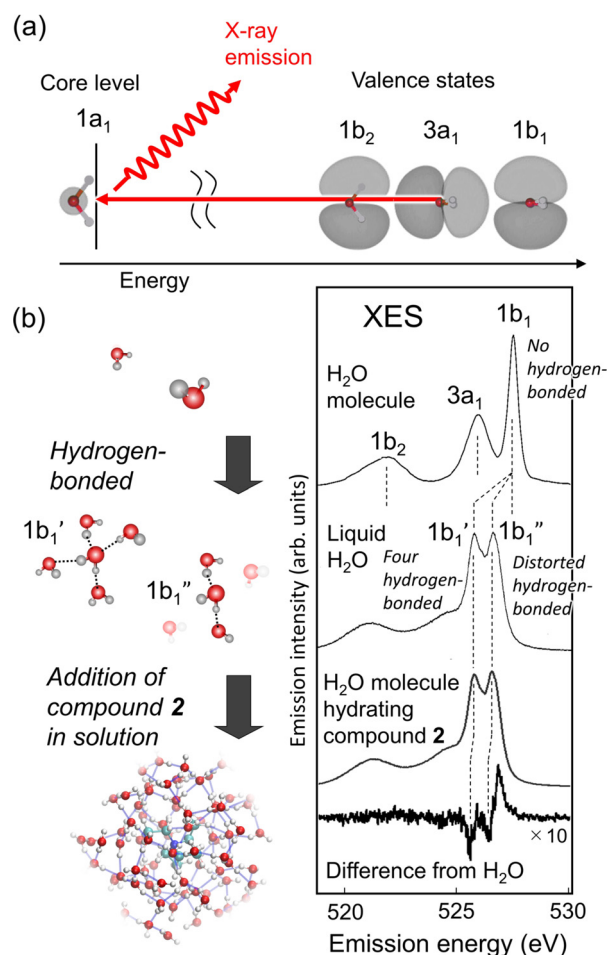 (a)
X-ray
emission
Core level
1a₁
Valence states
1b₂
3a₁
1b₁
Energy
(b)
Hydrogen-
bonded
1b₁’
1b₁”
Addition of
compound 2
in solution
Emission intensity (arb. units)
XES
1b₁
No
hydrogen-
bonded
H₂O
molecule
3a₁
1b₂
Liquid
H₂O
1b₁’
1b₁”
Four
hydrogen-
bonded
Distorted
hydrogen-
bonded
H₂O molecule
hydrating
compound 2
×10
Difference from H₂O
520
525
530
Emission energy (eV)